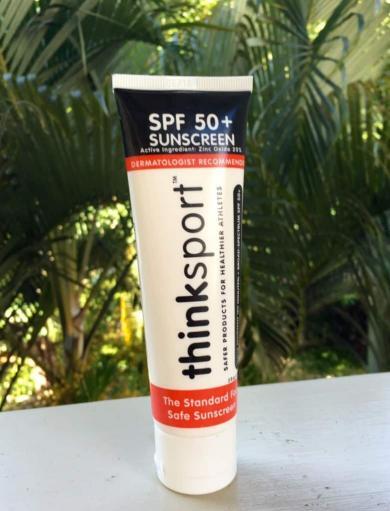 SPF 50+
SUNSCREEN
Active Ingredient: Zinc Oxide 20%
DERMATOLOGIST RECOMMENDED
thinksport™
SAFER PRODUCTS FOR HEALTHIER ATHLETES
The Standard For
Safe Sunscreen